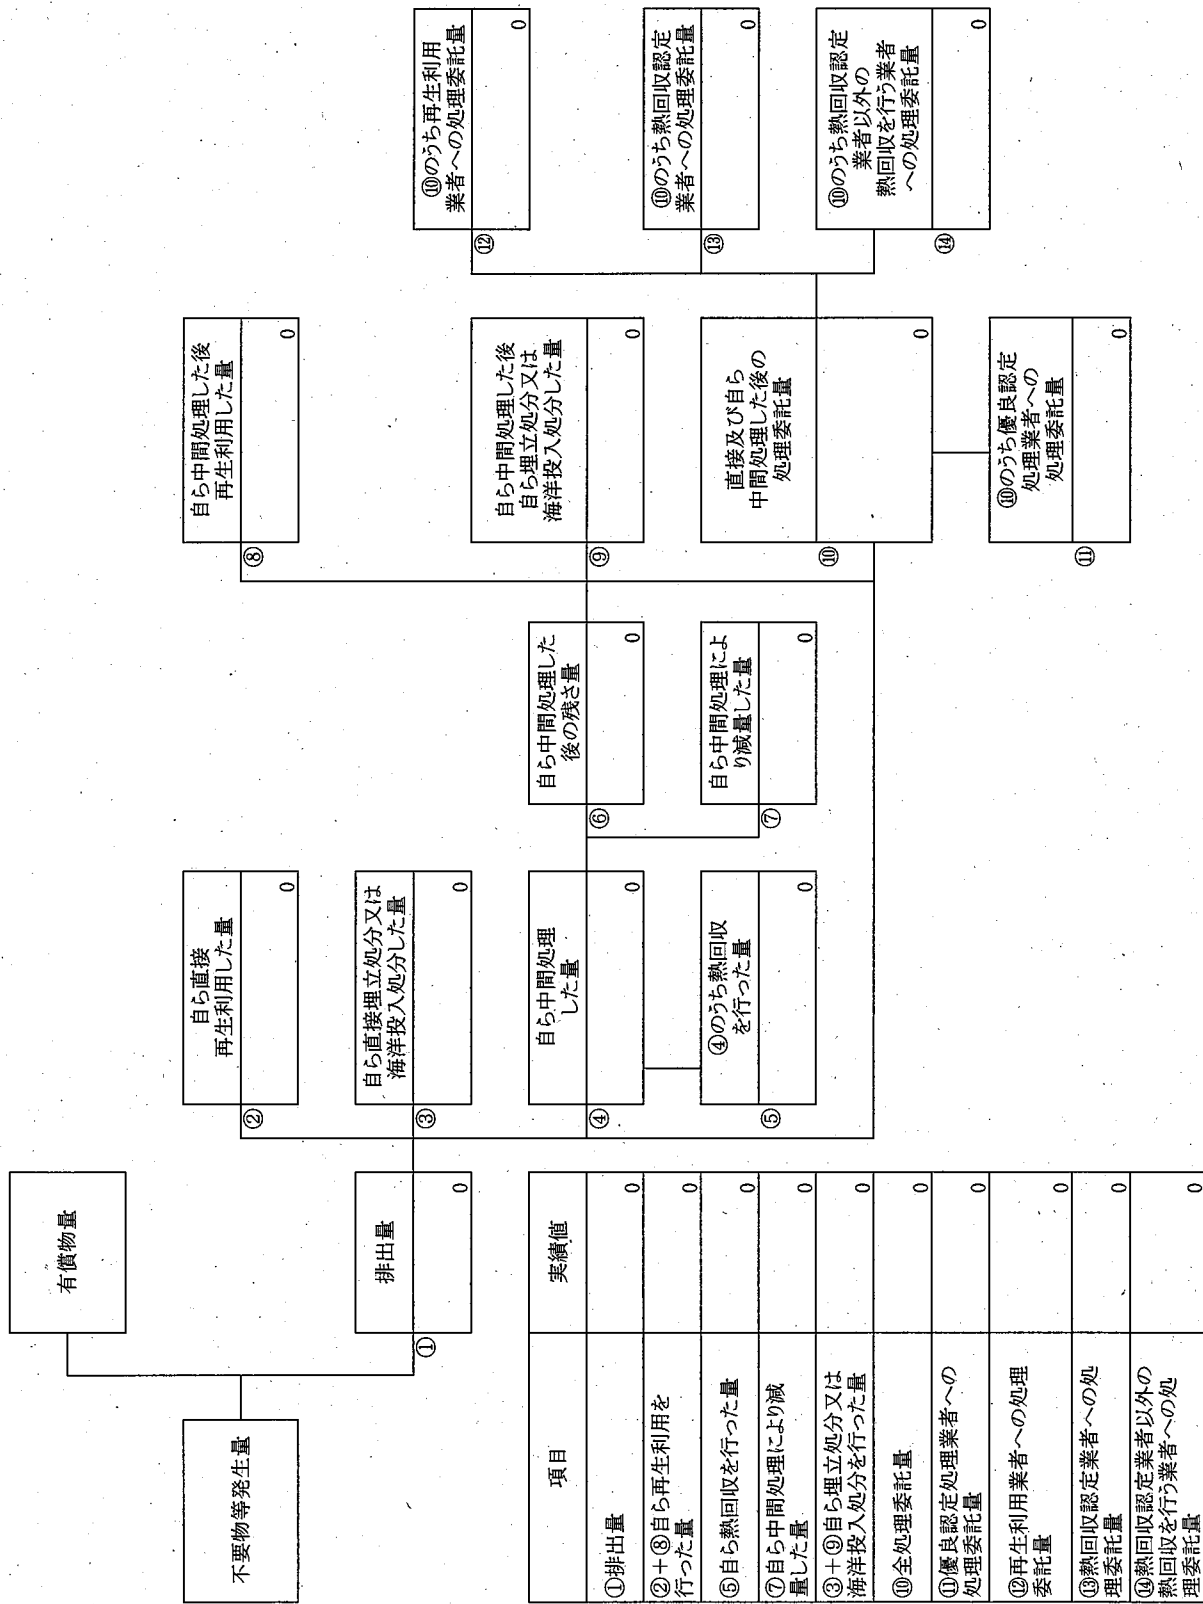 不要物等発生量
有償物量
①
排出量
0
②
自ら直接
再生利用した量
0
③
自ら直接埋立処分又は
海洋投入処分した量
0
④
自ら中間処理
した量
0
⑤
④のうち熱回収
を行った量
0
⑥
自ら中間処理した
後の残さ量
0
⑦
自ら中間処理によ
り減量した量
0
⑧
自ら中間処理した後
再生利用した量
0
⑨
自ら中間処理した後
自ら埋立処分又は
海洋投入処分した量
0
⑩
直接及び自ら
中間処理した後の
処理委託量
0
⑪
⑩のうち優良認定
処理業者への
処理委託量
0
⑫
⑩のうち再生利用
業者への処理委託量
0
⑬
⑩のうち熱回収認定
業者への処理委託量
0
⑭
⑩のうち熱回収認定
業者以外の
熱回収を行う業者
への処理委託量
0
項目
実績値
①排出量
0
②+⑧自ら再生利用を
行った量
0
⑤自ら熱回収を行った量
0
⑦自ら中間処理により減
量した量
0
③+⑨自ら埋立処分又は
海洋投入処分を行った量
0
⑩全処理委託量
0
⑪優良認定処理業者への
処理委託量
0
⑫再生利用業者への処理
委託量
0
⑬熱回収認定業者への処
理委託量
0
⑭熱回収認定業者以外の
熱回収を行う業者への処
理委託量
0